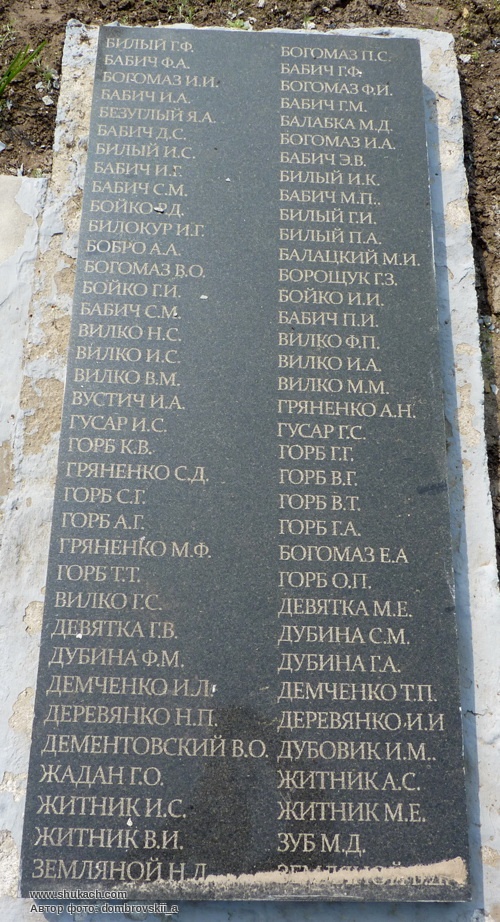 БИЛЫЙ Г.Ф.
БАБИЧ Ф.А.
БОГОМАЗ И.И.
БАБИЧ И.А.
БЕЗУГЛЫЙ Я.А.
БАБИЧ Д.С.
БИЛЫЙ И.С.
БАБИЧ И.Г.
БАБИЧ С.М.
БОЙКО Р.Д.
БИЛОКУР И.Г.
БОБРО А.А.
БОГОМАЗ В.О.
БОЙКО Г.И.
БАБИЧ С.М.
ВИЛКО Н.С.
ВИЛКО И.С.
ВИЛКО В.М.
ВУСТИЧ И.А.
ГУСАР И.С.
ГОРБ К.В.
ГРЯНЕНКО С.Д.
ГОРБ С.Г.
ГОРБ А.Г.
ГРЯНЕНКО М.Ф.
ГОРБ Т.Т.
ВИЛКО Г.С.
ДЕВЯТКА Г.В.
ДУБИНА Ф.М.
ДЕМЧЕНКО И.Л.
ДЕРЕВЯНКО Н.П.
ДЕМЕНТОВСКИЙ В.О.
ЖАДАН Г.О.
ЖИТНИК И.С.
ЖИТНИК В.И.
ЗЕМЛЯНОЙ Н.Д.
БОГОМАЗ П.С.
БАБИЧ Г.Ф.
БОГОМАЗ Ф.И.
БАБИЧ Г.М.
БАЛАБКА М.Д.
БОГОМАЗ И.А.
БАБИЧ Э.В.
БИЛЫЙ И.К.
БАБИЧ М.П..
БИЛЫЙ Г.И.
БИЛЫЙ П.А.
БАЛАЦКИЙ М.И.
БОРОЩУК Г.З.
БОЙКО И.И.
БАБИЧ П.И.
ВИЛКО Ф.П.
ВИЛКО И.А.
ВИЛКО М.М.
ГРЯНЕНКО А.Н.
ГУСАР Г.С.
ГОРБ Г.Г.
ГОРБ В.Г.
ГОРБ В.Т.
ГОРБ Г.А.
БОГОМАЗ Е.А
ГОРБ О.П.
ДЕВЯТКА М.Е.
ДУБИНА С.М.
ДУБИНА Г.А.
ДЕМЧЕНКО Т.П.
ДЕРЕВЯНКО И.И
ДУБОВИК И.М..
ЖИТНИК А.С.
ЖИТНИК М.Е.
ЗУБ М.Д.
ЗЕМЛЯНОЙ
www.shukach.com
Автор фото: dombrovskii_a